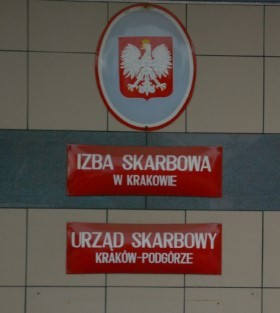 IZBA SKARBOWA
W KRAKOWIE
URZĄD SKARBOWY
KRAKÓW-PODGÓRZE